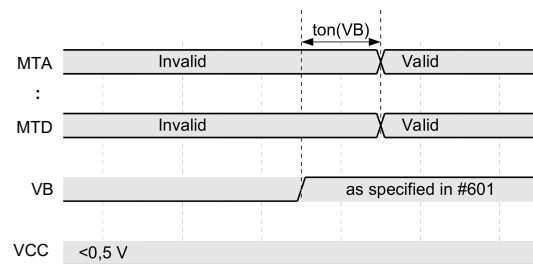 ton(VB)
MTA Invalid Valid
:
MTD Invalid Valid
VB as specified in #601
VCC <0,5 V